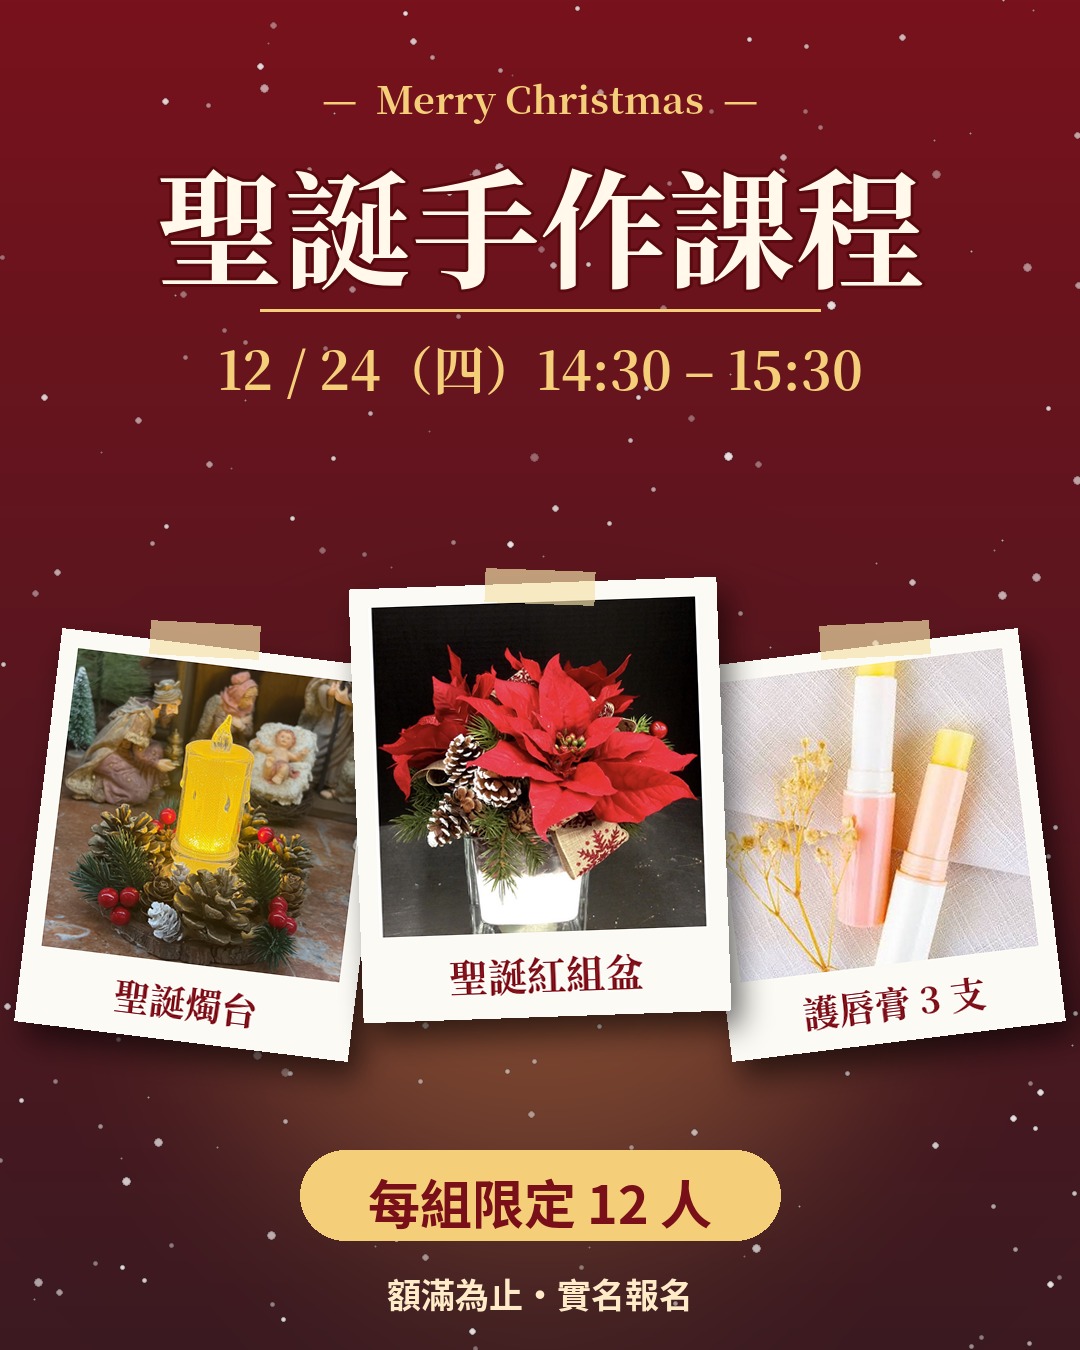 — Merry Christmas —
聖誕手作課程
12 / 24（四）14:30 – 15:30
聖誕燭台
聖誕紅組盆
護唇膏 3 支
每組限定 12 人
額滿為止・實名報名